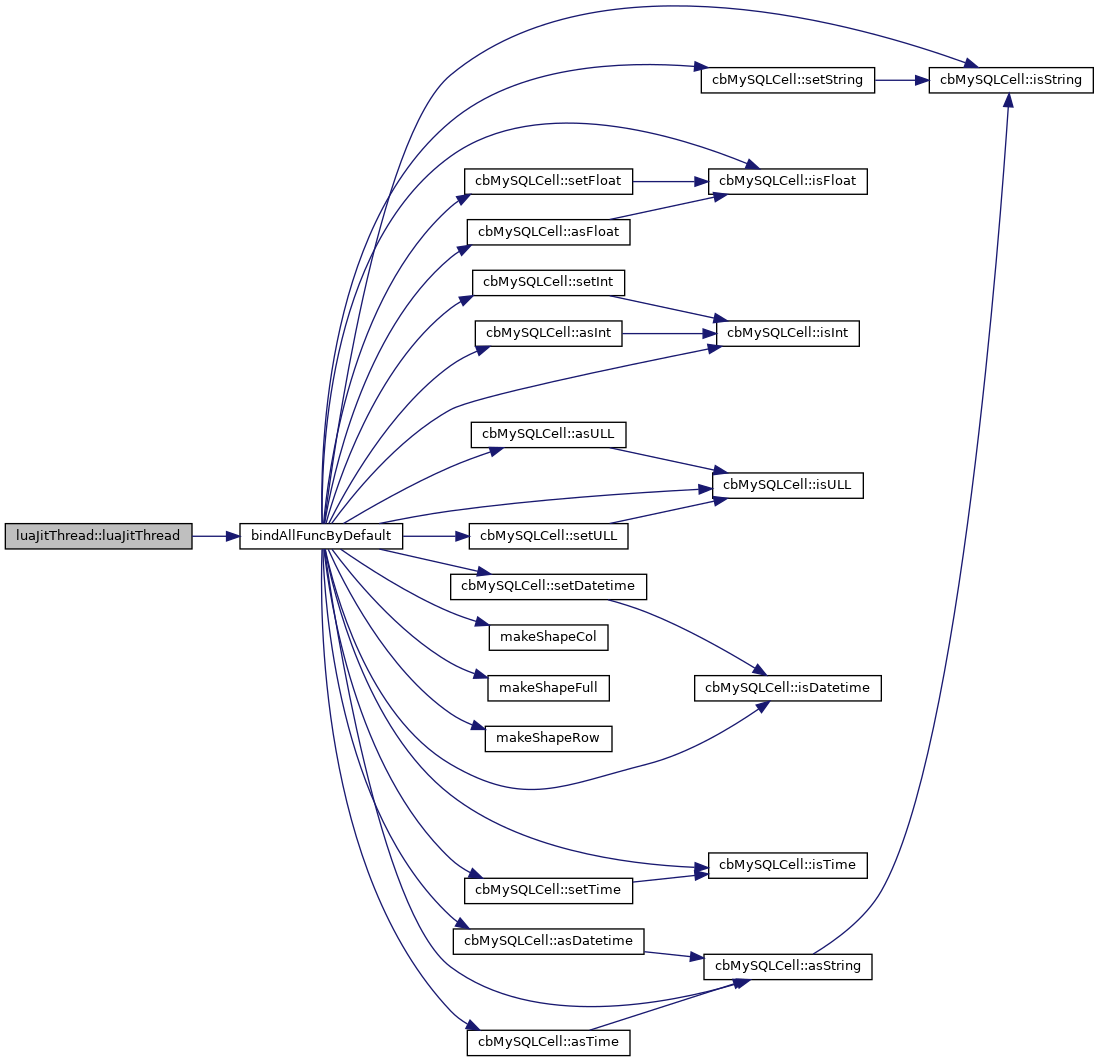 cbMySQLCell::setString
cbMySQLCell::isString
cbMySQLCell::setFloat
cbMySQLCell::isFloat
cbMySQLCell::asFloat
cbMySQLCell::setInt
cbMySQLCell::asInt
cbMySQLCell::isInt
cbMySQLCell::asULL
cbMySQLCell::isULL
luaJitThread::luaJitThread
bindAllFuncByDefault
cbMySQLCell::setULL
cbMySQLCell::setDatetime
makeShapeCol
makeShapeFull
cbMySQLCell::isDatetime
makeShapeRow
cbMySQLCell::isTime
cbMySQLCell::setTime
cbMySQLCell::asDatetime
cbMySQLCell::asString
cbMySQLCell::asTime